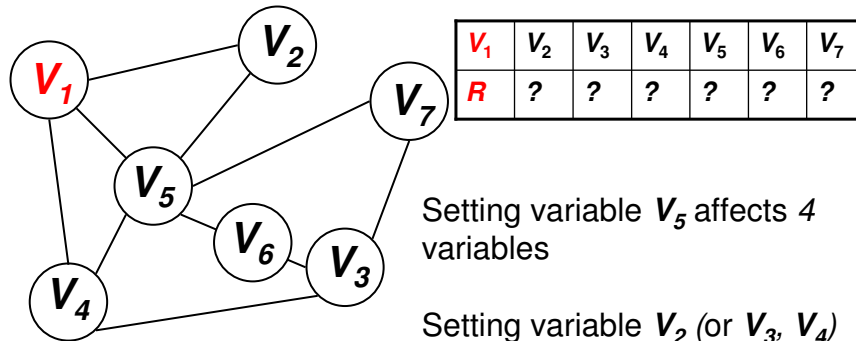 V1
V2
V7
V5
V6
V3
V4
V1 V2 V3 V4 V5 V6 V7
R ? ? ? ? ? ?
Setting variable V5 affects 4
variables
Setting variable V2 (or V3, V4)